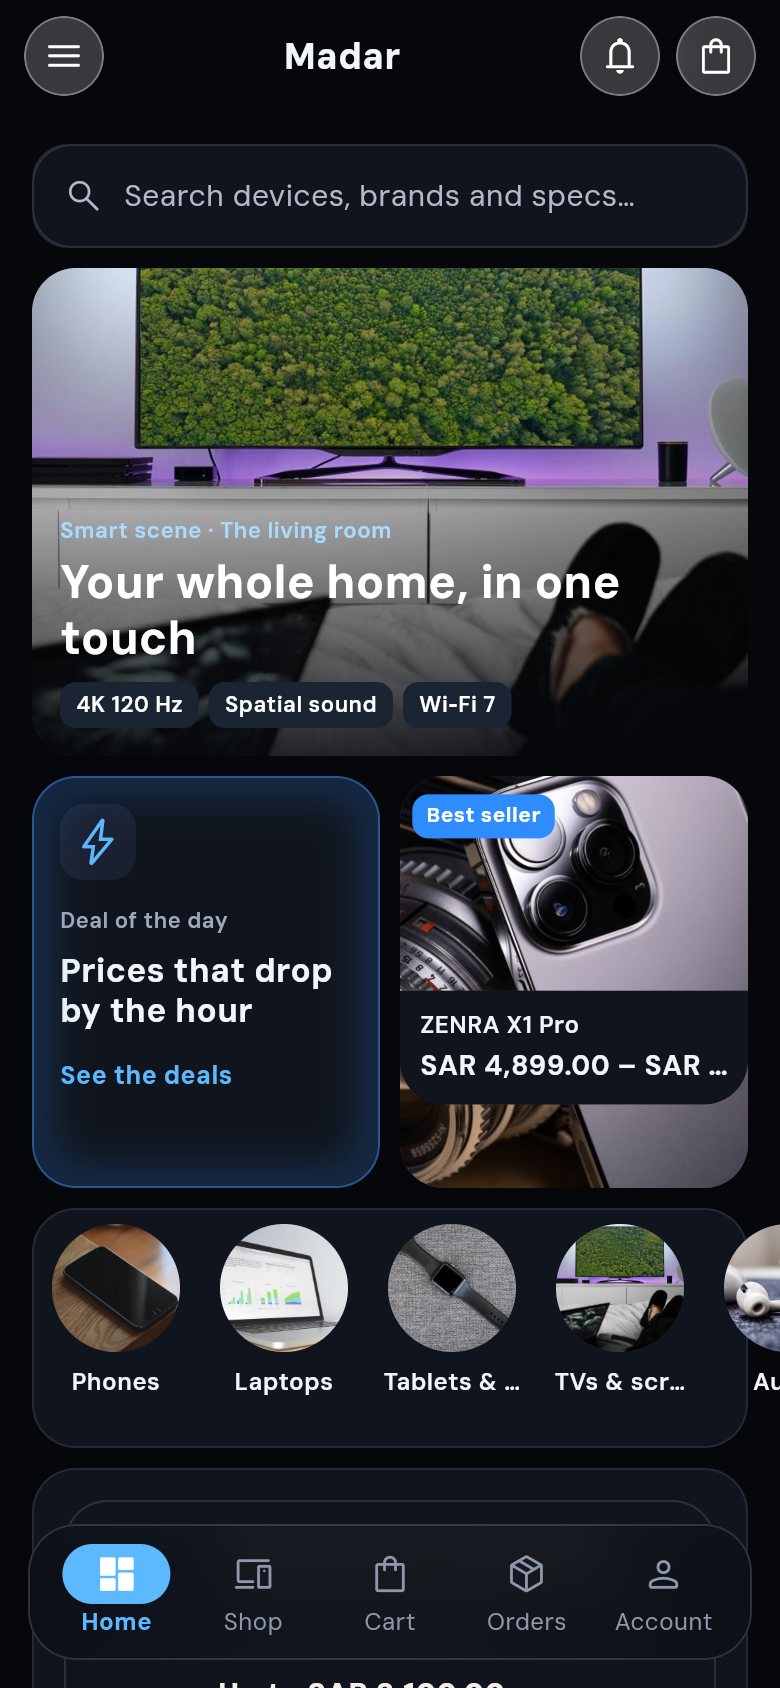 Madar
Search devices, brands and specs...
Smart scene · The living room
Your whole home, in one
touch
4K 120 Hz
Spatial sound
Wi-Fi 7
Deal of the day
Prices that drop
by the hour
See the deals
Best seller
ZENRA X1 Pro
SAR 4,899.00 – SAR ...
Phones
Laptops
Tablets & ...
TVs & scr...
Au
Home
Shop
Cart
Orders
Account